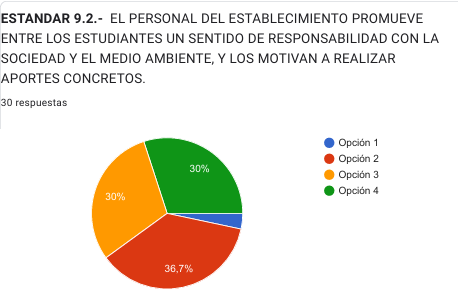 ESTANDAR 9.2.- EL PERSONAL DEL ESTABLECIMIENTO PROMUEVE
ENTRE LOS ESTUDIANTES UN SENTIDO DE RESPONSABILIDAD CON LA
SOCIEDAD Y EL MEDIO AMBIENTE, Y LOS MOTIVAN A REALIZAR
APORTES CONCRETOS.
30 respuestas
Opción 1
Opción 2
Opción 3
Opción 4
30%
30%
36,7%